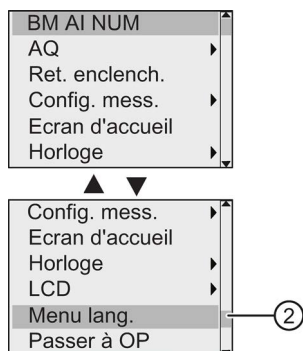 BM AI NUM
AQ
Ret. enclench.
Config. mess.
Ecran d'accueil
Horloge
Config. mess.
Ecran d'accueil
Horloge
LCD
Menu lang.
2
Passer à OP